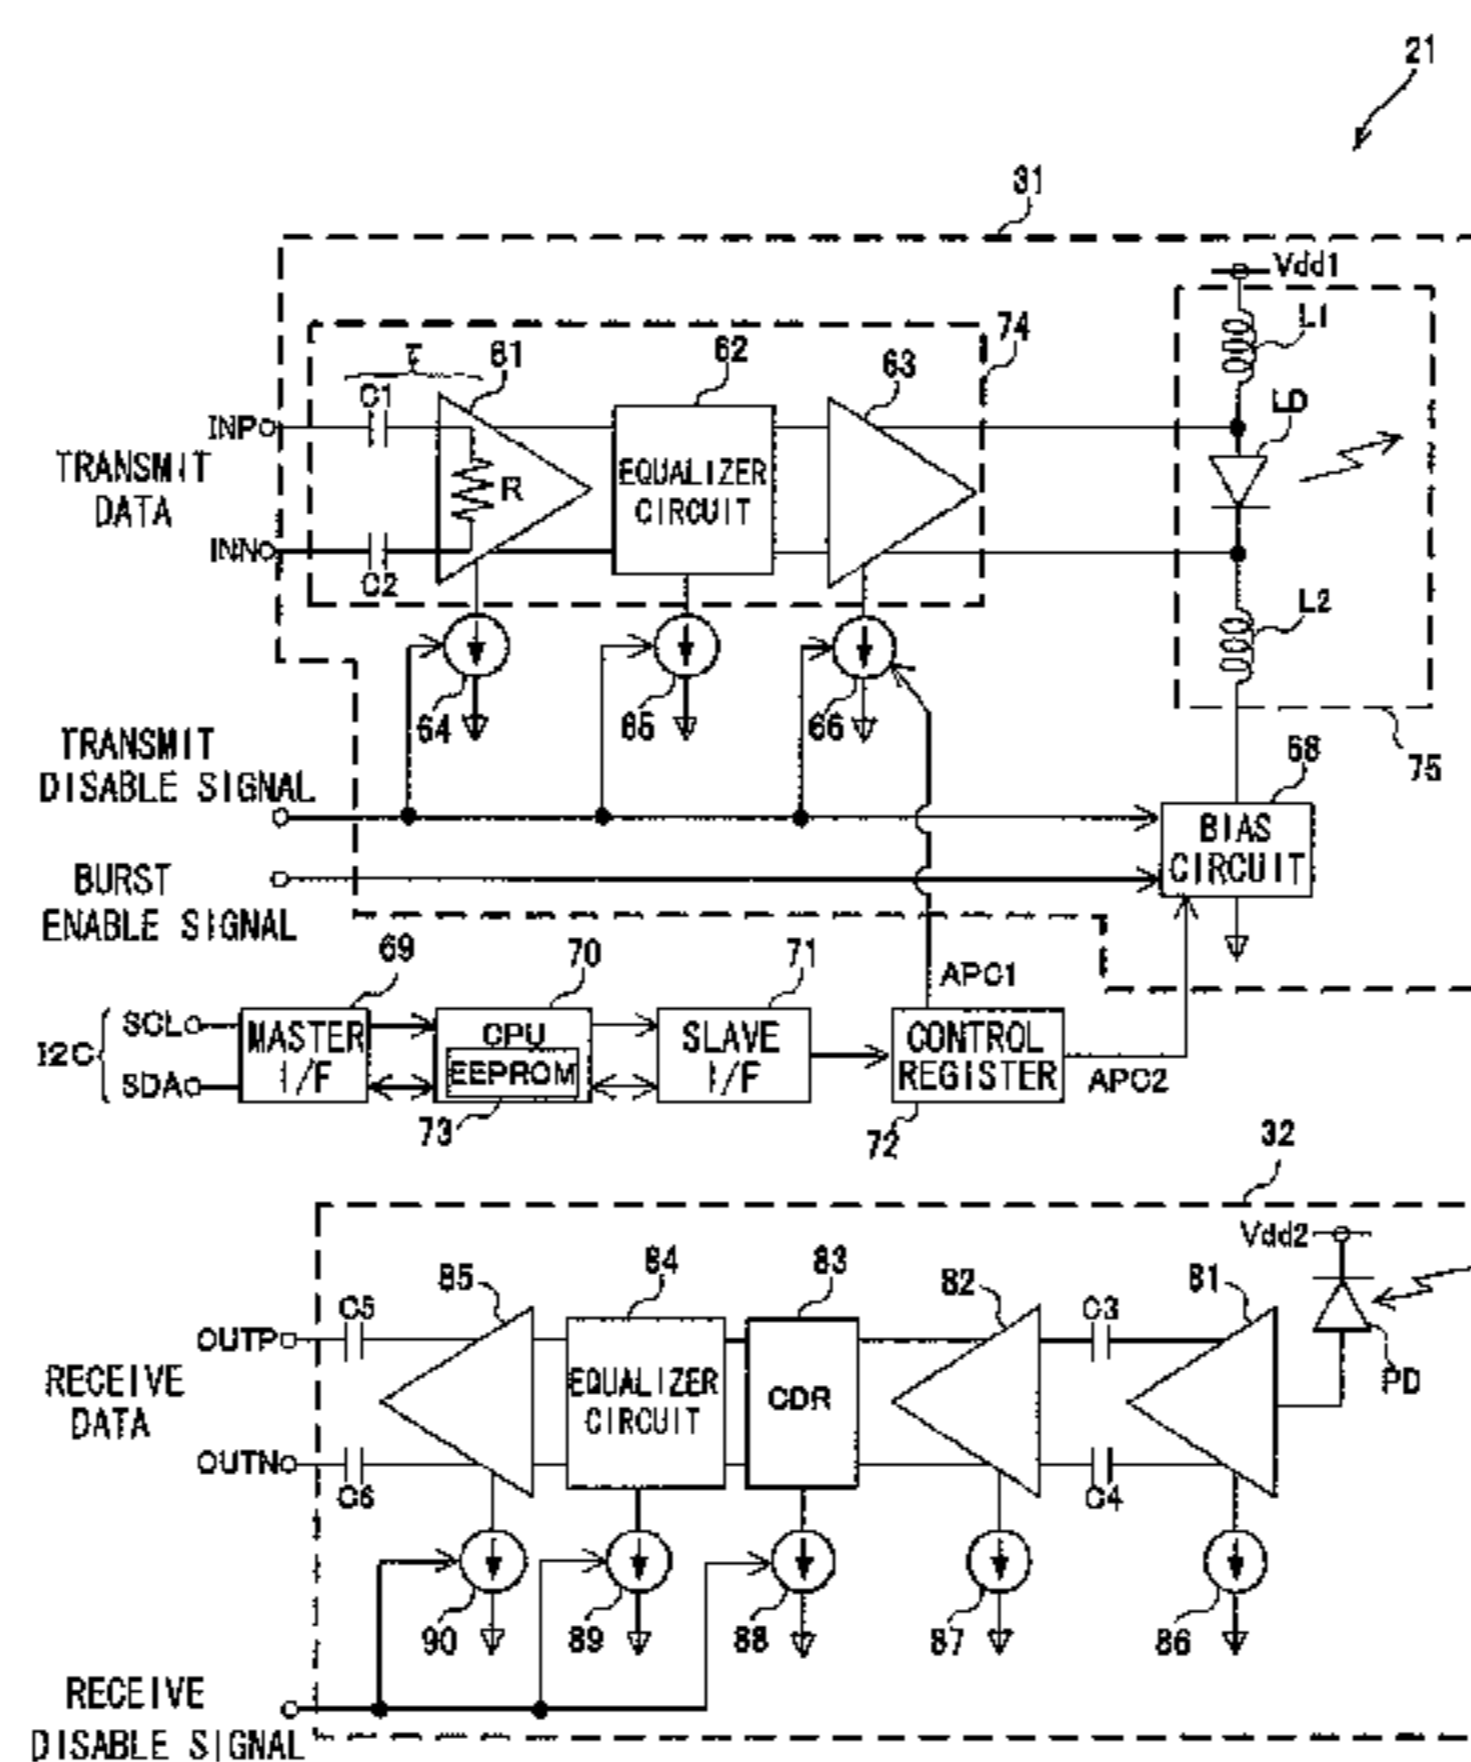 21
31
Vdd1
L1
74
τ
61
62
63
C1
LD
INP
TRANSMIT
DATA
R
EQUALIZER
CIRCUIT
INN
C2
L2
64
65
66
75
TRANSMIT
DISABLE SIGNAL
68
BIAS
CIRCUIT
BURST
ENABLE SIGNAL
69
70
71
APC1
I2C
SCL
SDA
MASTER
I/F
CPU
EEPROM
SLAVE
I/F
CONTROL
REGISTER
APC2
73
72
32
Vdd2
85
84
83
82
81
C5
C3
OUTP
RECEIVE
DATA
EQUALIZER
CIRCUIT
CDR
PD
OUTN
C6
C4
90
89
88
87
86
RECEIVE
DISABLE SIGNAL